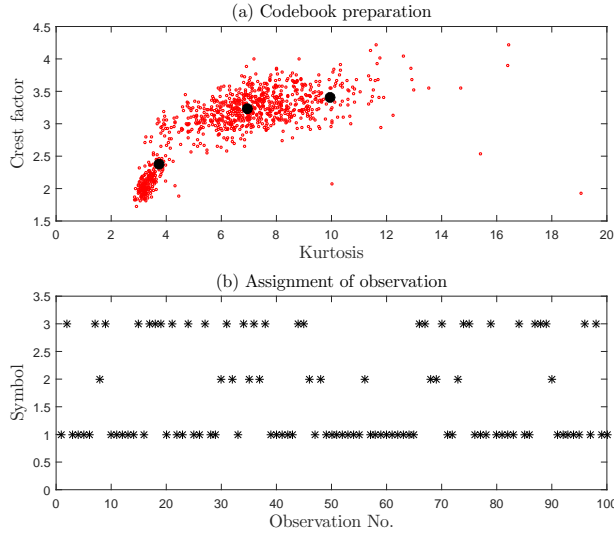 (a) Codebook preparation
4.5
4
3.5
3
2.5
2
1.5
Crest factor
0 2 4 6 8 10 12 14 16 18 20
Kurtosis
(b) Assignment of observation
3.5
3
2.5
2
1.5
1
0.5
0
Symbol
0 10 20 30 40 50 60 70 80 90 100
Observation No.